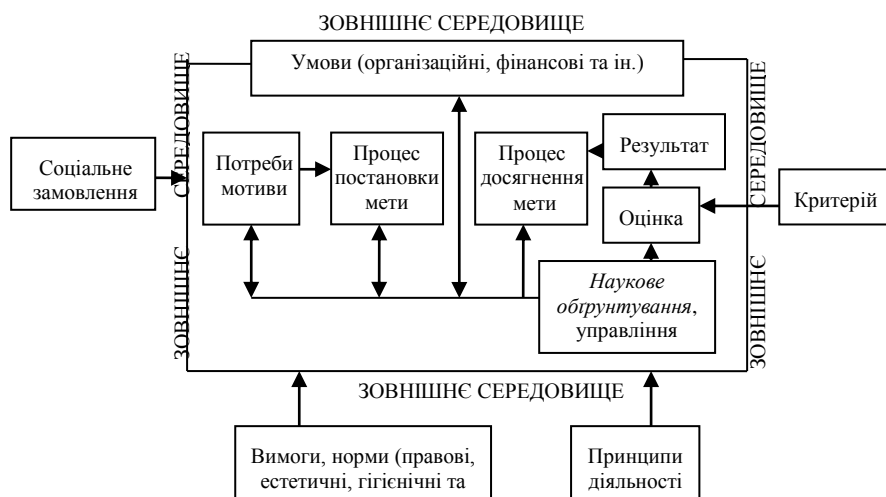 ЗОВНІШНЄ СЕРЕДОВИЩЕ
Умови (організаційні, фінансові та ін.)
ЗОВНІШНЄ СЕРЕДОВИЩЕ
Соціальне
замовлення
Потреби
мотиви
Процес
постановки
мети
Процес
досягнення
мети
Результат
Оцінка
Наукове
обґрунтування,
управління
ЗОВНІШНЄ СЕРЕДОВИЩЕ
Критерій
ЗОВНІШНЄ СЕРЕДОВИЩЕ
Вимоги, норми (правові,
естетичні, гігієнічні та
Принципи
діяльності